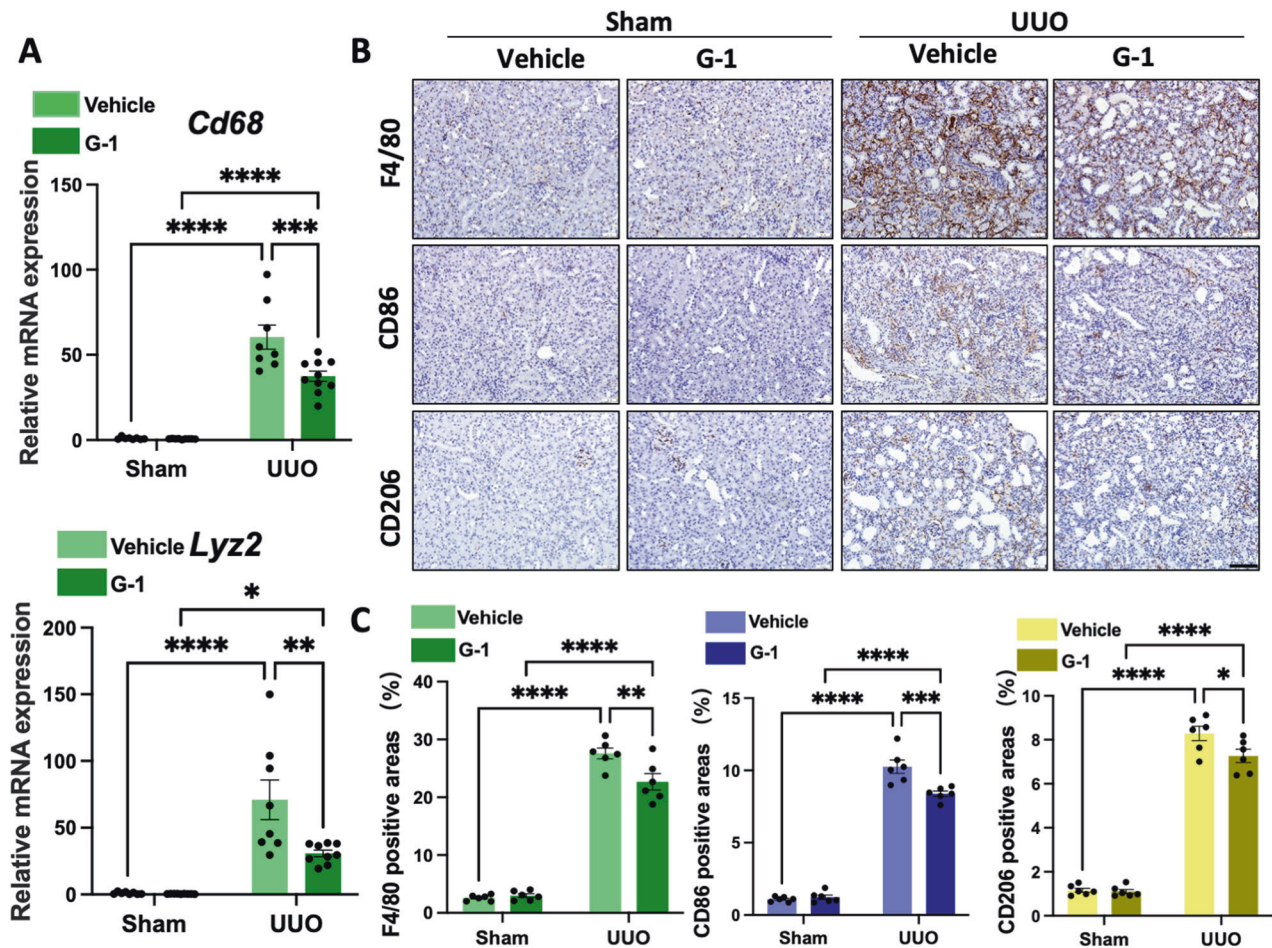 A
Vehicle
G-1
Cd68
Relative mRNA expression
150
100
50
0
****
****
***
Sham
UUO
Vehicle
G-1
Lyz2
Relative mRNA expression
200
150
100
50
0
*
****
**
Sham
UUO
B
Sham
UUO
Vehicle
G-1
Vehicle
G-1
F4/80
CD86
CD206
C
Vehicle
G-1
F4/80 positive areas (%)
40
30
20
10
0
****
****
**
Sham
UUO
Vehicle
G-1
CD86 positive areas (%)
15
10
5
0
****
****
***
Sham
UUO
Vehicle
G-1
CD206 positive areas (%)
10
8
6
4
2
0
****
****
*
Sham
UUO